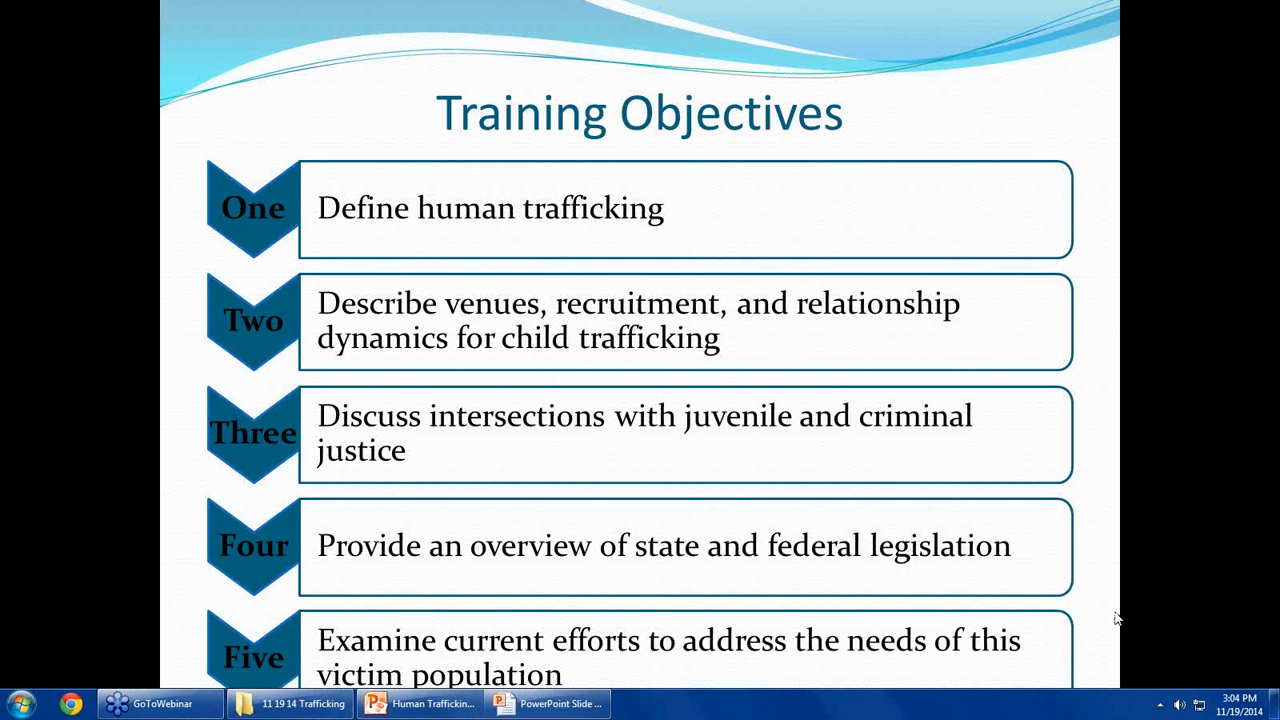 Training Objectives
One
Define human trafficking
Two
Describe venues, recruitment, and relationship
dynamics for child trafficking
Three
Discuss intersections with juvenile and criminal
justice
Four
Provide an overview of state and federal legislation
Five
Examine current efforts to address the needs of this
victim population
GoToWebinar
11 19 14 Trafficking
Human Traffickin...
PowerPoint Slide ...
3:04 PM
11/19/2014